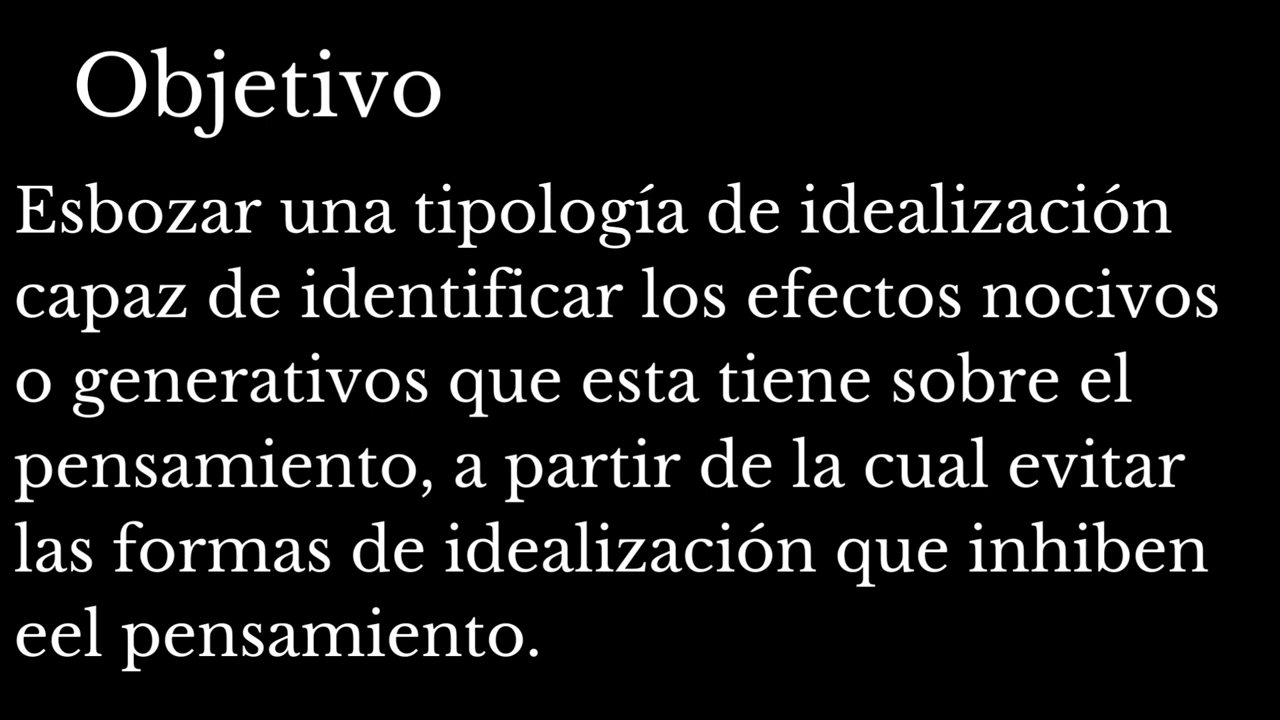 Objetivo
Esbozar una tipología de idealización
capaz de identificar los efectos nocivos
o generativos que esta tiene sobre el
pensamiento, a partir de la cual evitar
las formas de idealización que inhiben
eel pensamiento.